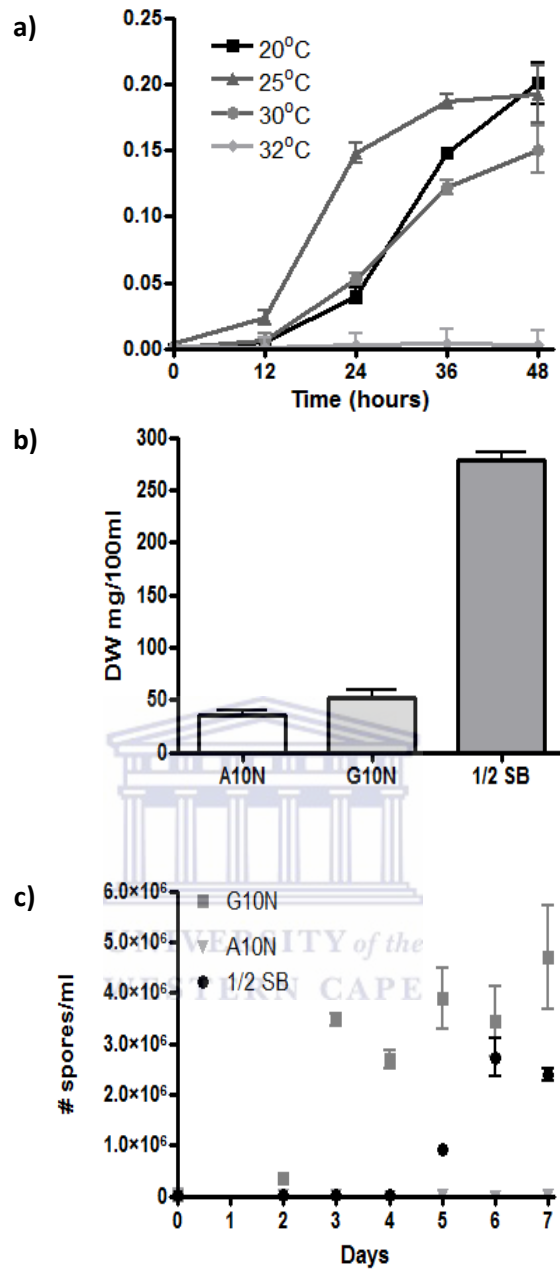 a)
0.25
0.20
0.15
0.10
0.05
0.00
20°C
25°C
30°C
32°C
0 12 24 36 48
Time (hours)
b)
DW mg/100ml
300
250
200
150
100
50
0
A10N G10N 1/2 SB
c)
# spores/ml
6.0×10⁶
5.0×10⁶
4.0×10⁶
3.0×10⁶
2.0×10⁶
1.0×10⁶
0
G10N
A10N
1/2 SB
UNIVERSITY of the
WESTERN CAPE
0 1 2 3 4 5 6 7
Days